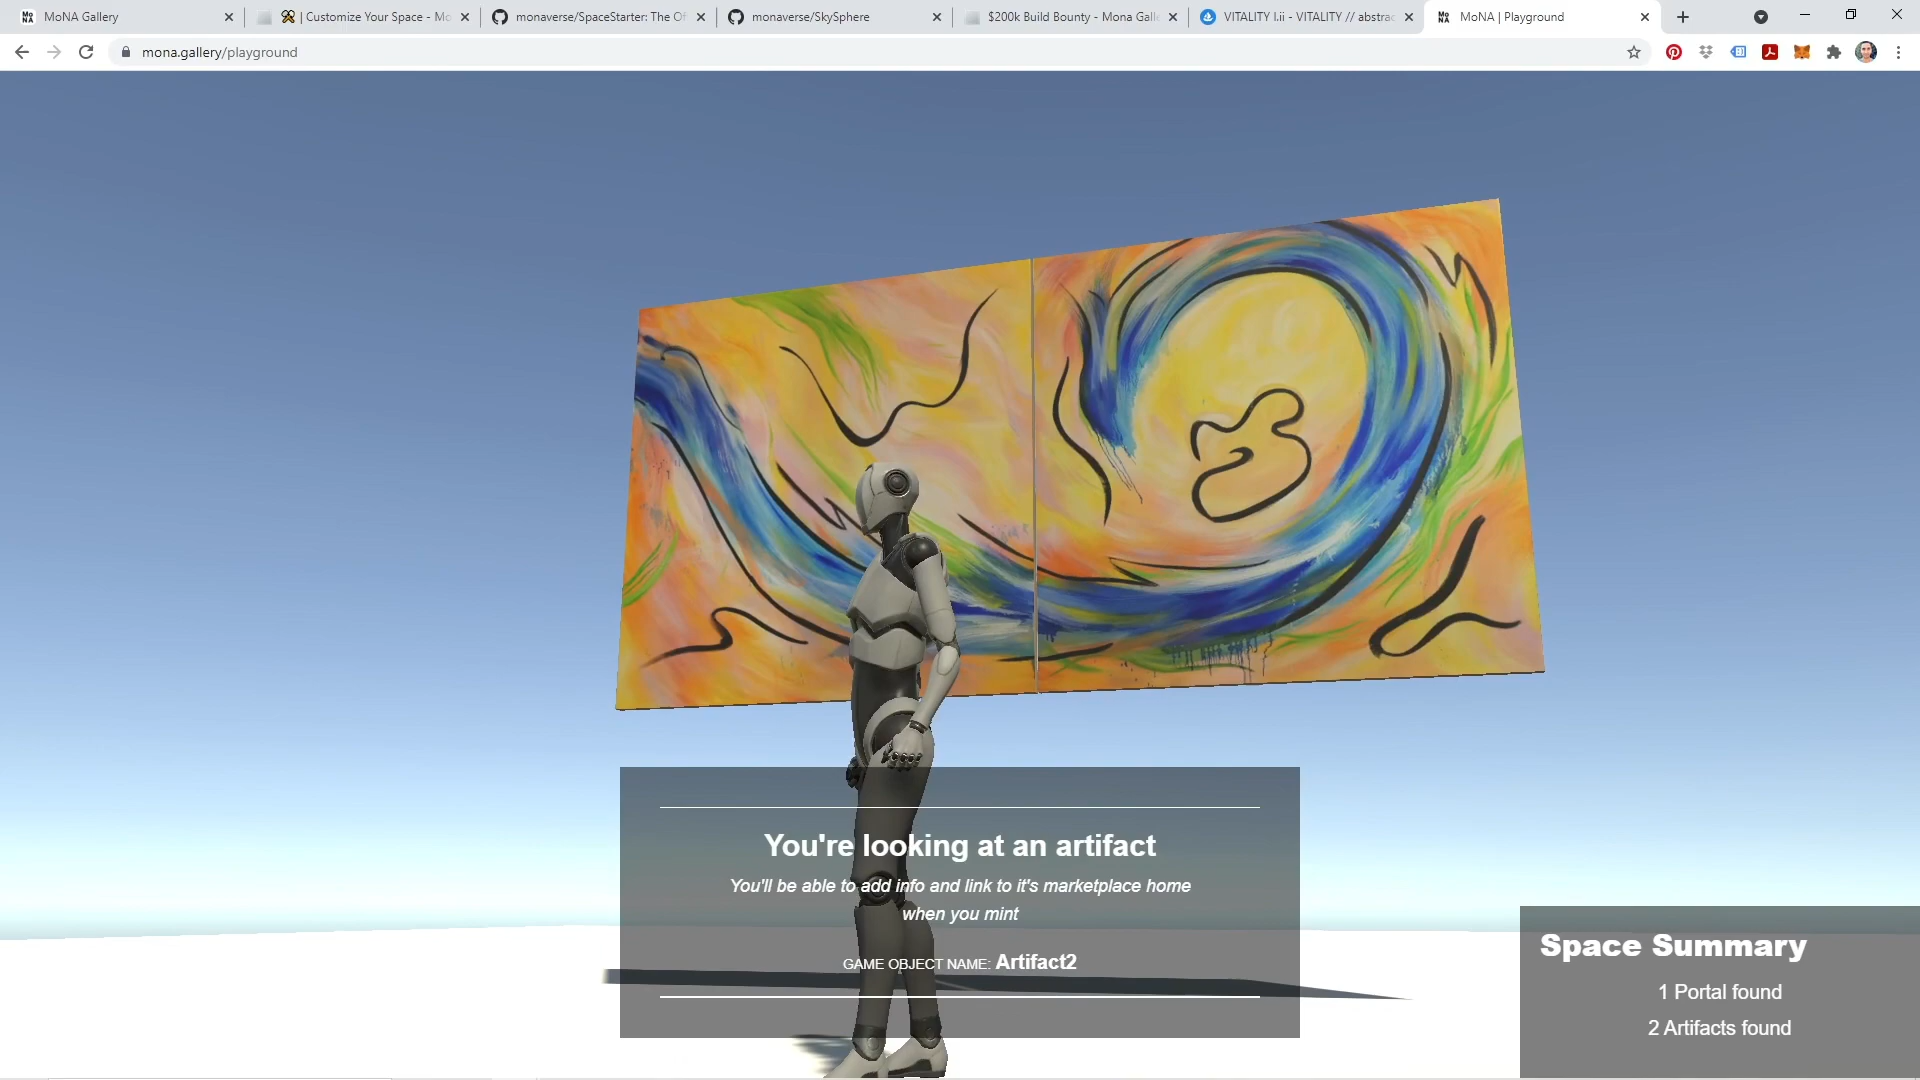 MoNA Gallery
| Customize Your Space - Mo
monaverse/SpaceStarter: The Of
monaverse/SkySphere
$200k Build Bounty - Mona Galle
VITALITY I.ii - VITALITY // abstrac
MoNA | Playground
mona.gallery/playground
You're looking at an artifact
You'll be able to add info and link to it's marketplace home
when you mint
GAME OBJECT NAME: Artifact2
Space Summary
1 Portal found
2 Artifacts found